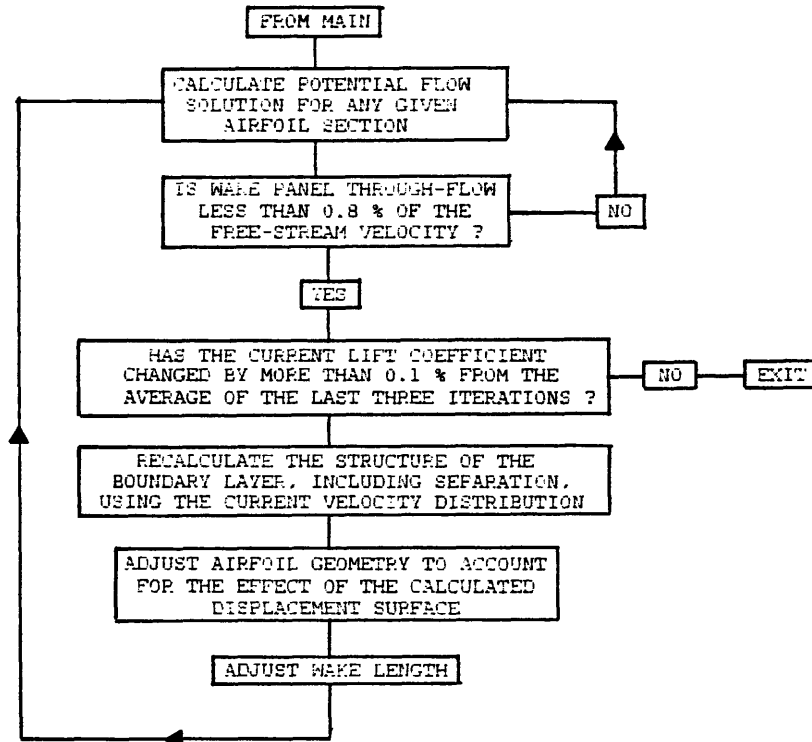 FROM MAIN
CALCULATE POTENTIAL FLOW
SOLUTION FOR ANY GIVEN
AIRFOIL SECTION
IS WAKE PANEL THROUGH-FLOW
LESS THAN 0.8 % OF THE
FREE-STREAM VELOCITY ?
NO
YES
HAS THE CURRENT LIFT COEFFICIENT
CHANGED BY MORE THAN 0.1 % FROM THE
AVERAGE OF THE LAST THREE ITERATIONS ?
NO
EXIT
RECALCULATE THE STRUCTURE OF THE
BOUNDARY LAYER, INCLUDING SEPARATION,
USING THE CURRENT VELOCITY DISTRIBUTION
ADJUST AIRFOIL GEOMETRY TO ACCOUNT
FOR THE EFFECT OF THE CALCULATED
DISPLACEMENT SURFACE
ADJUST WAKE LENGTH